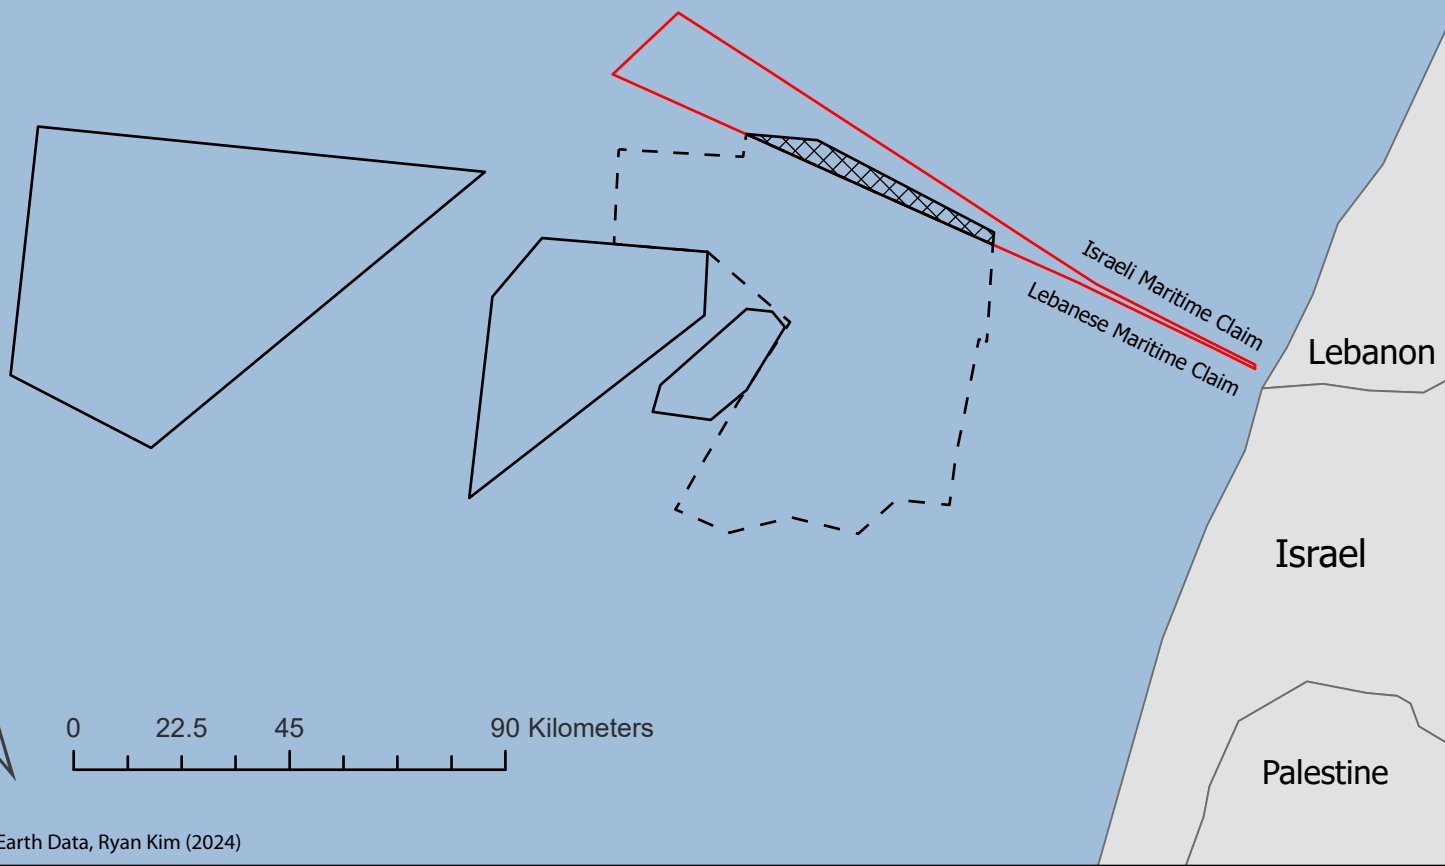 Israeli Maritime Claim
Lebanese Maritime Claim
Lebanon
Israel
0 22.5 45 90 Kilometers
Palestine
Earth Data, Ryan Kim (2024)